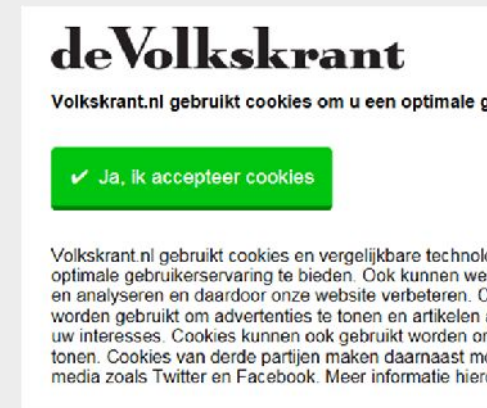 deVolkskrant
Volkskrant.nl gebruikt cookies om u een optimale g
✔ Ja, ik accepteer cookies
Volkskrant.nl gebruikt cookies en vergelijkbare technol
optimale gebruikerservaring te bieden. Ook kunnen we
en analyseren en daardoor onze website verbeteren. C
worden gebruikt om advertenties te tonen en artikelen
uw interesses. Cookies kunnen ook gebruikt worden o
tonen. Cookies van derde partijen maken daarnaast m
media zoals Twitter en Facebook. Meer informatie hier